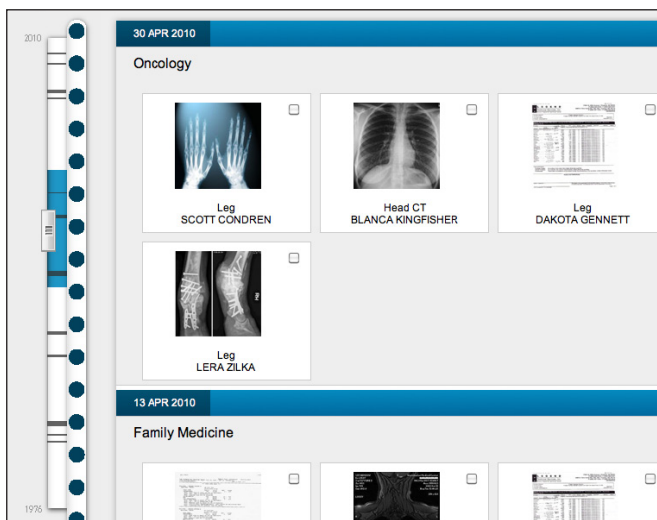 2010
30 APR 2010
Oncology
Leg
SCOTT CONDREN
Head CT
BLANCA KINGFISHER
Leg
DAKOTA GENNETT
Leg
LERA ZILKA
13 APR 2010
Family Medicine
1976